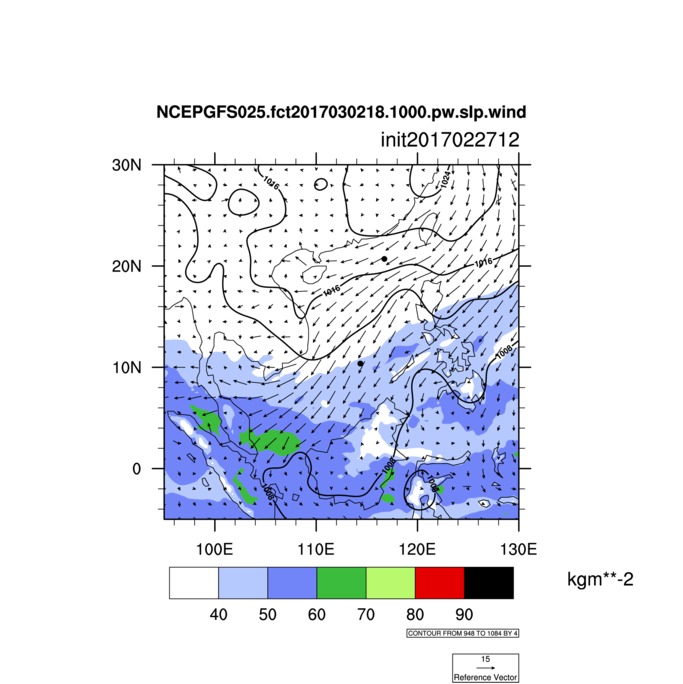 NCEPGFS025.fct2017030218.1000.pw.slp.wind
init2017022712
30N
20N
10N
0
100E 110E 120E 130E
1016
1024
1016
1016
1008
1008
1008
1008
40 50 60 70 80 90
kgm**-2
CONTOUR FROM 948 TO 1084 BY 4
15
Reference Vector